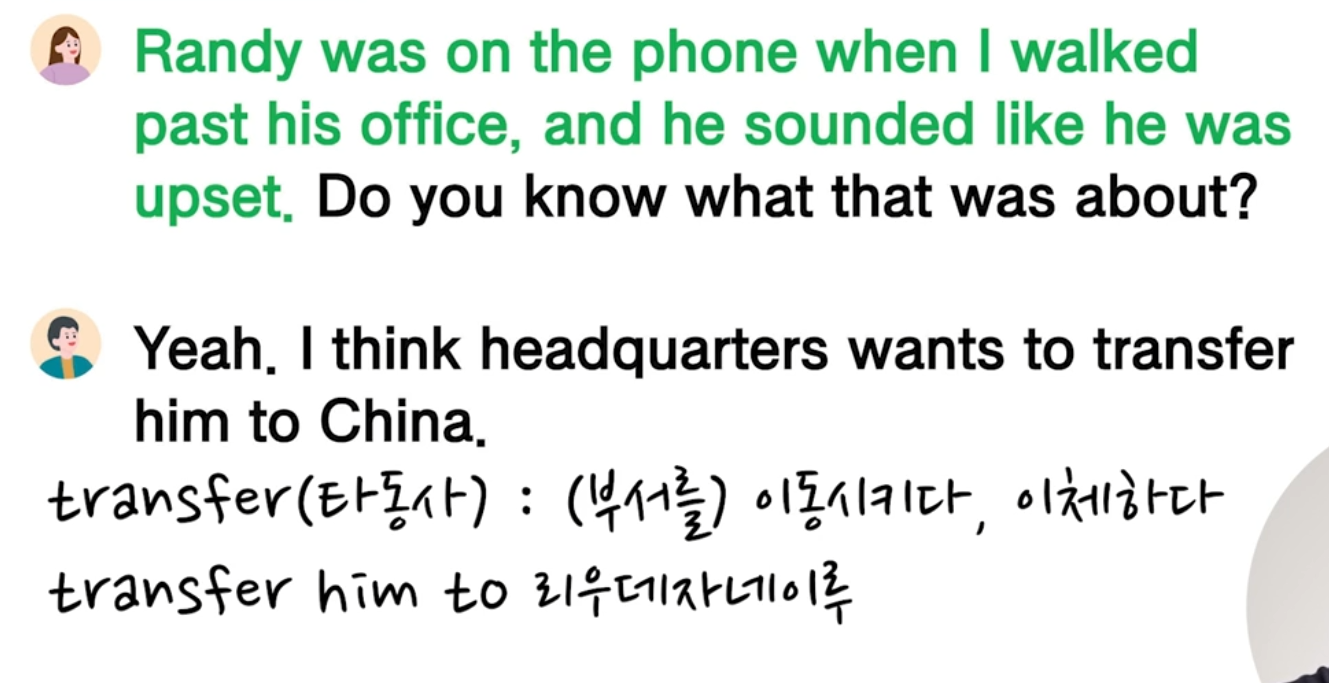 Randy was on the phone when I walked
past his office, and he sounded like he was
upset. Do you know what that was about?
Yeah. I think headquarters wants to transfer
him to China.
transfer(타동사) : (부서를) 이동시키다, 이체하다
transfer him to 리우데자네이루